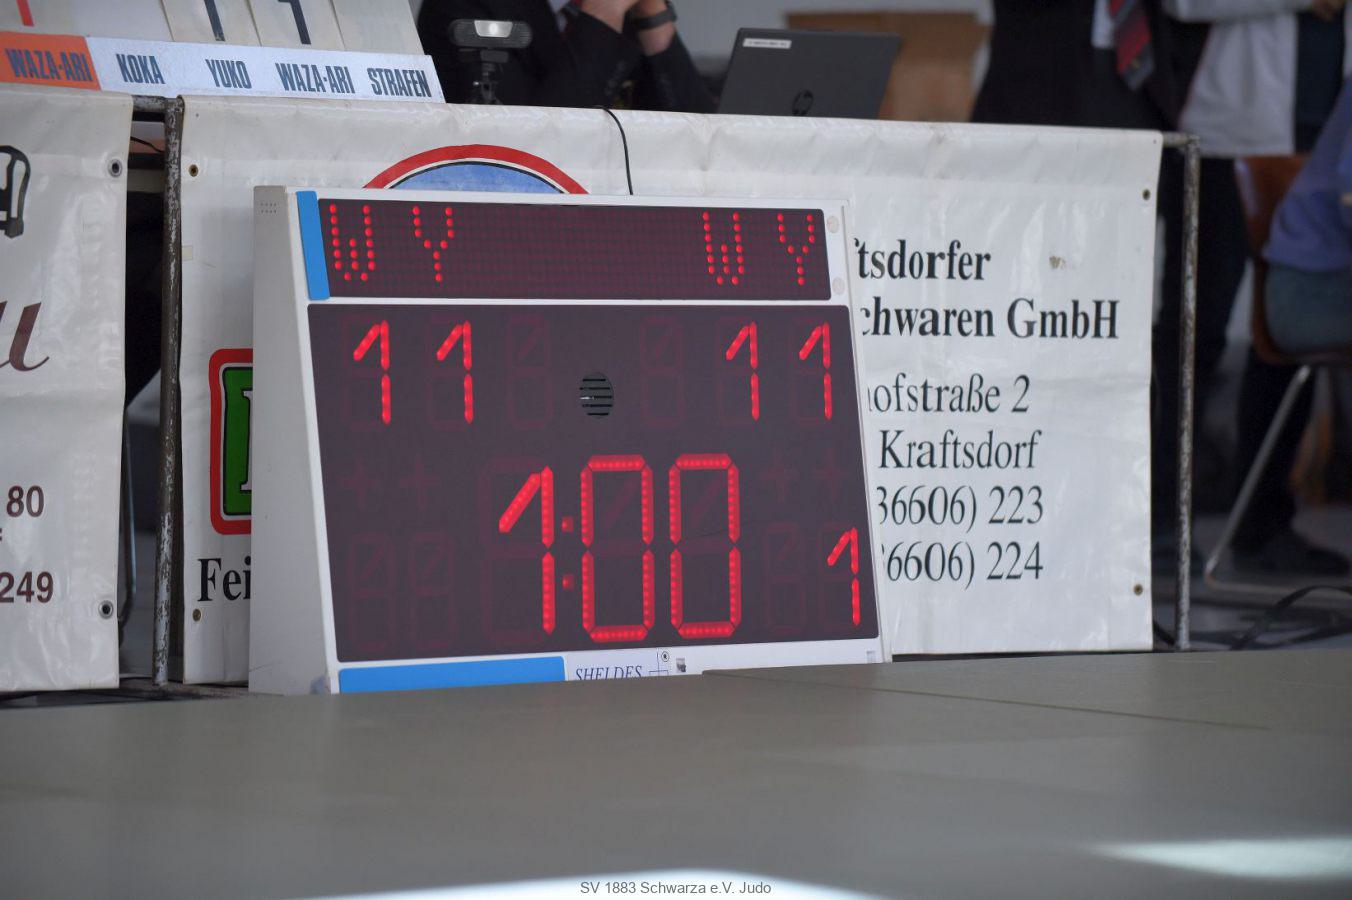 WAZA-ARI
KOKA YUKO WAZA-ARI STRAFEN
W Y W Y
1 1 1 1
1:00
1
ftsdorfer
chwaren GmbH
hofstraße 2
Kraftsdorf
36606) 223
6606) 224
80
249
Fei
SHELDES
SV 1883 Schwarza e.V. Judo